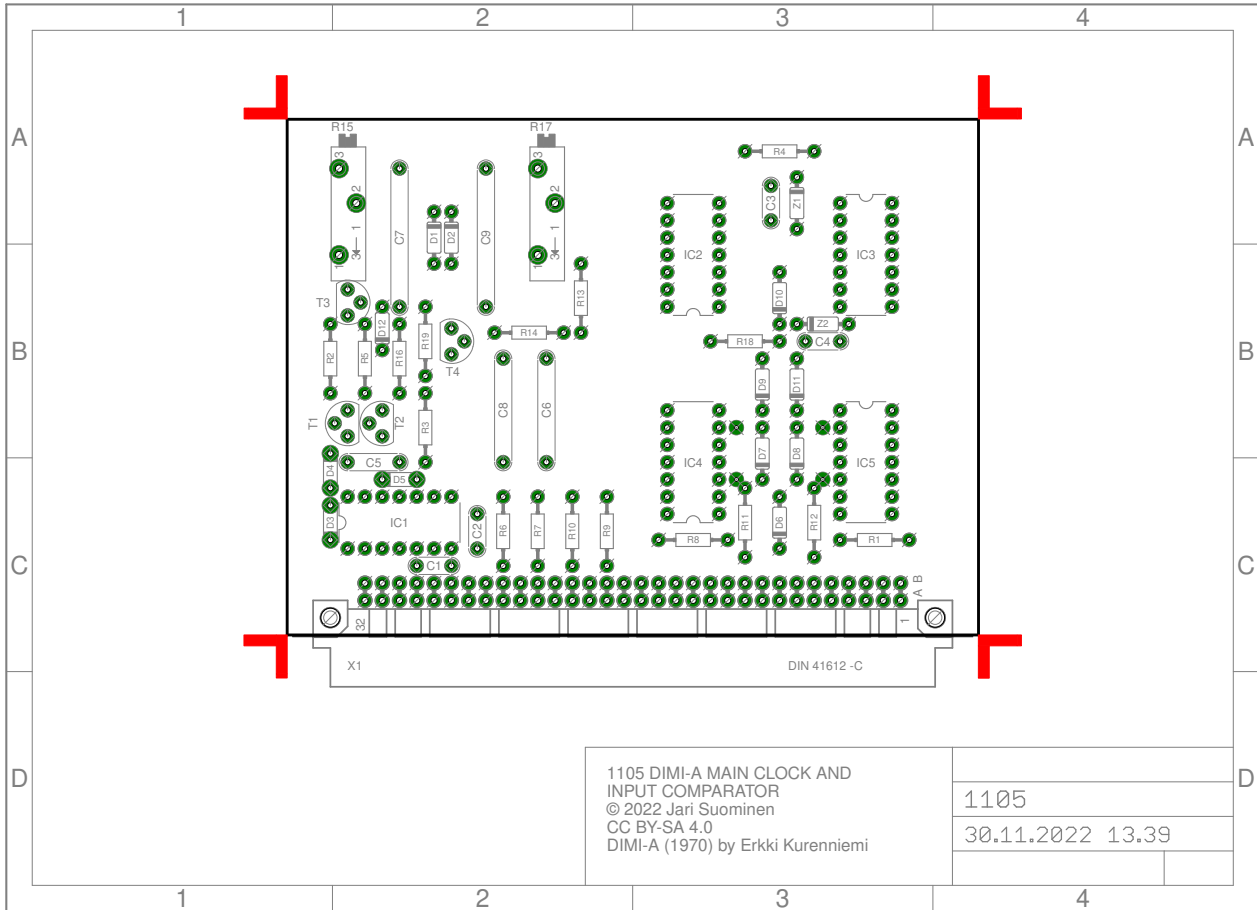 1 2 3 4
A A
R15 R17
3 3 R4
2 2
C3 Z1
D1 D2
C7 C9
1 1
3 3
1 1
IC2 IC3
B B
T3 R13 D10
D12 R19 R14 Z2
R2 R5 R16 R18 C4
T4
D9 D11
C8 C6
T1 T2 R3
D7 D8
D4 C5 IC4 IC5
D5
C C
D3 IC1 C2 R6 R7 R10 R9 R11 D6 R12
R8 R1
C1
B
A
32 1
X1 DIN 41612 -C
D D
1105 DIMI-A MAIN CLOCK AND
INPUT COMPARATOR
© 2022 Jari Suominen
CC BY-SA 4.0
DIMI-A (1970) by Erkki Kurenniemi
1105
30.11.2022 13.39
1 2 3 4